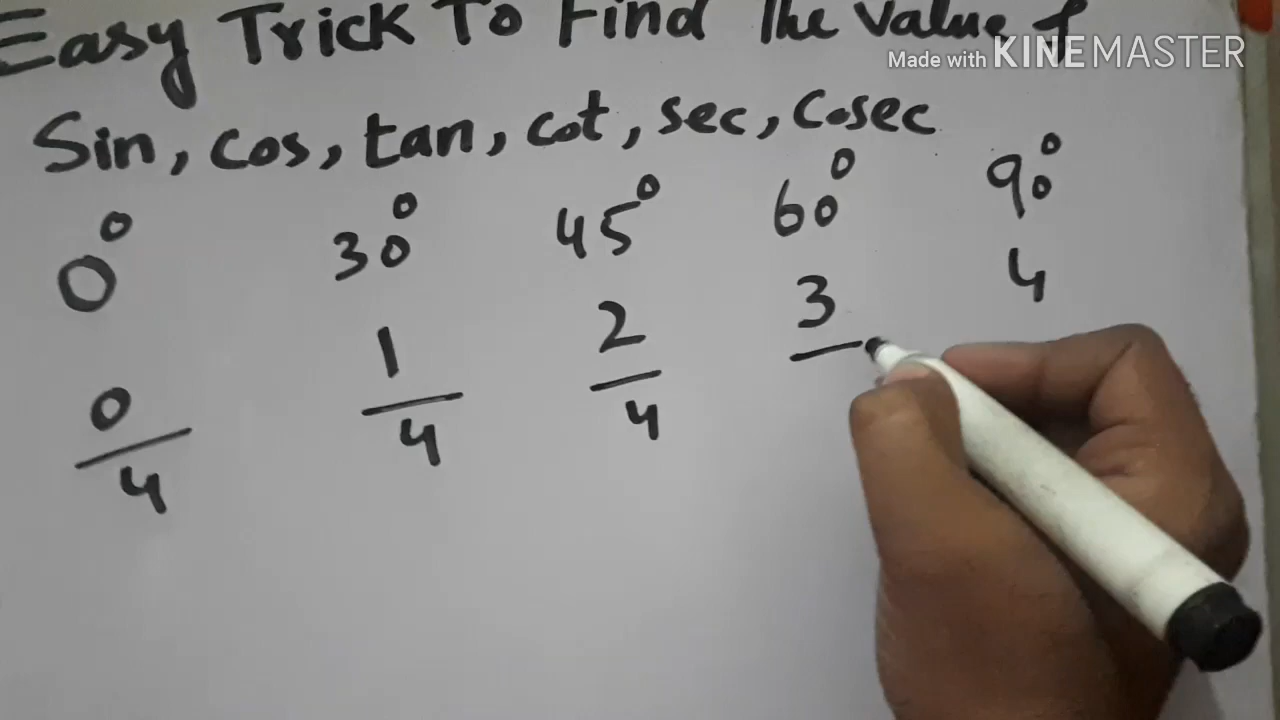 Easy Trick To Find The Value of
Made with KINEMASTER
Sin, cos, tan, cot, sec, Cosec
0° 30° 45° 60° 90°
0/4 1/4 2/4 3/ 4